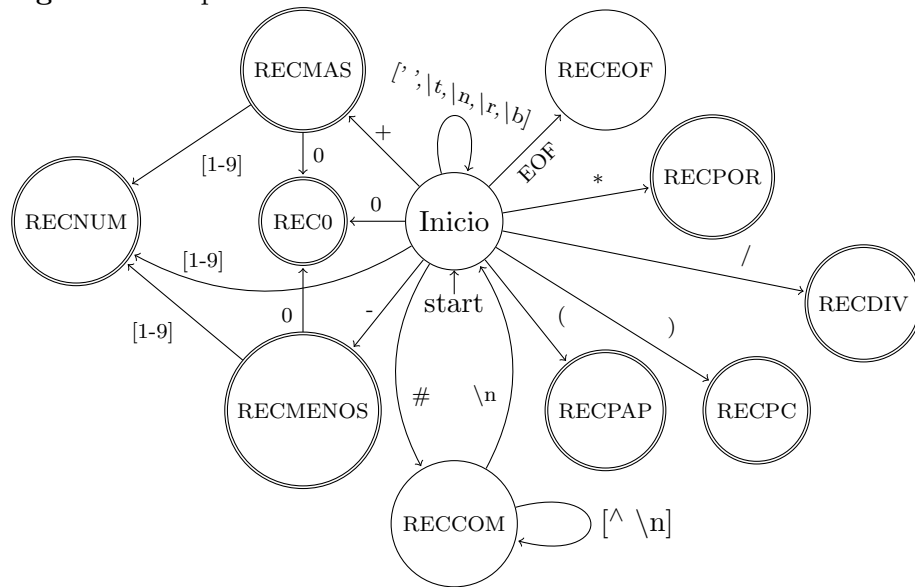 RECMAS
[' ',\t,\n,\r,\b]
RECEOF
+
EOF
*
RECPOR
[1-9]
0
RECNUM
REC0
0
Inicio
[1-9]
/
start
RECDIV
[1-9]
0
-
(
)
RECMENOS
#
\n
RECPAP
RECPC
RECCOM
[^ \n]